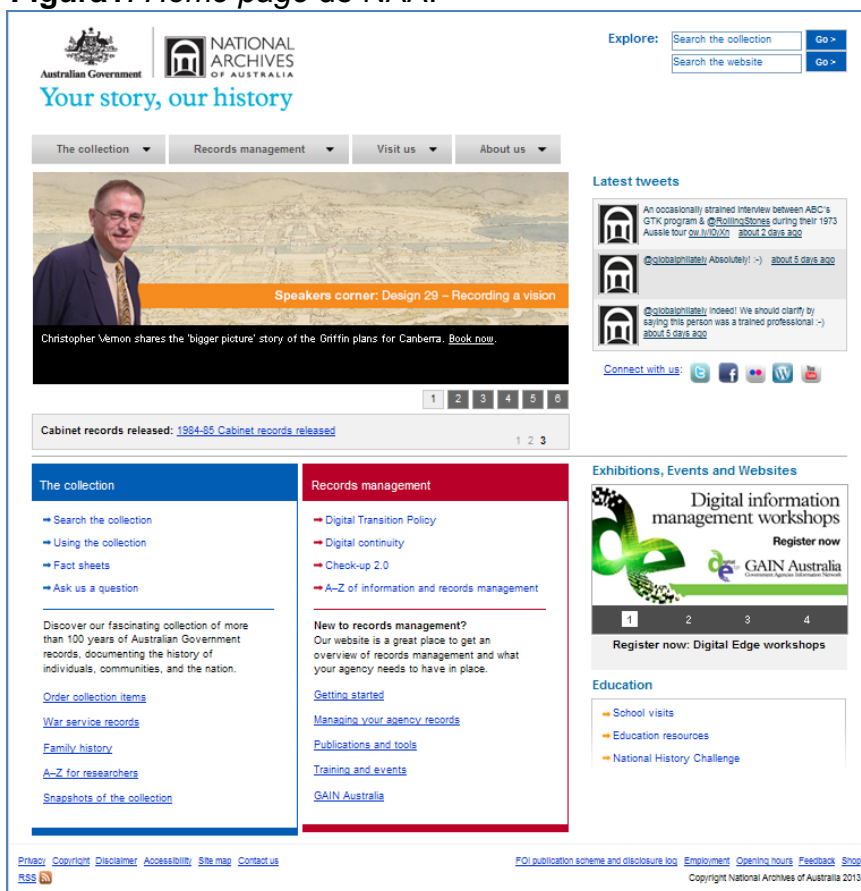 Figura1: Home page do NAA.
Australian Government
NATIONAL
ARCHIVES
OF AUSTRALIA
Your story, our history
Explore:
Search the collection
Go >
Search the website
Go >
The collection
Records management
Visit us
About us
Speakers corner: Design 29 – Recording a vision
Christopher Vernon shares the 'bigger picture' story of the Griffin plans for Canberra. Book now.
1 2 3 4 5 6
Cabinet records released: 1984-85 Cabinet records released
1 2 3
Latest tweets
An occasionally strained interview between ABC's
GTK program & @RollingStones during their 1973
Aussie tour about 2 days ago
@globalphilately Absolutely! :-) about 5 days ago
@globalphilately Indeed! We should clarify by
saying this person was a trained professional :-)
about 5 days ago
Connect with us:
The collection
Search the collection
Using the collection
Fact sheets
Ask us a question
Discover our fascinating collection of more
than 100 years of Australian Government
records, documenting the history of
individuals, communities, and the nation.
Order collection items
War service records
Family history
A–Z for researchers
Snapshots of the collection
Records management
Digital Transition Policy
Digital continuity
Check-up 2.0
A–Z of information and records management
New to records management?
Our website is a great place to get an
overview of records management and what
your agency needs to have in place.
Getting started
Managing your agency records
Publications and tools
Training and events
GAIN Australia
Exhibitions, Events and Websites
Digital information
management workshops
Register now
GAIN Australia
Government Agencies Information Network
1 2 3 4
Register now: Digital Edge workshops
Education
School visits
Education resources
National History Challenge
Privacy Copyright Disclaimer Accessibility Site map Contact us
RSS
FOI publication scheme and disclosure log Employment Opening hours Feedback Shop
Copyright National Archives of Australia 2013